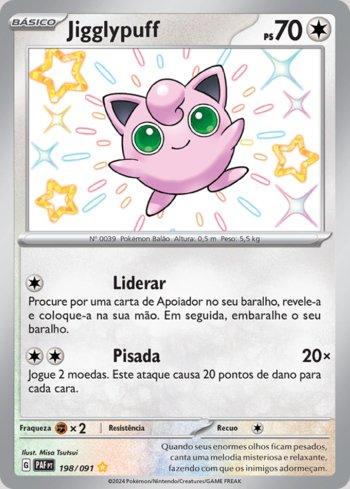 BÁSICO
Jigglypuff
PS 70
Nº 0039 Pokémon Balão Altura: 0,5 m Peso: 5,5 kg
Liderar
Procure por uma carta de Apoiador no seu baralho, revele-a
e coloque-a na sua mão. Em seguida, embaralhe o seu
baralho.
Pisada 20×
Jogue 2 moedas. Este ataque causa 20 pontos de dano para
cada cara.
Fraqueza × 2 Resistência Recuo
Ilust. Misa Tsutsui
G PAF PT 198/091
Quando seus enormes olhos ficam pesados,
canta uma melodia misteriosa e relaxante,
fazendo com que os inimigos adormeçam.
©2024 Pokémon/Nintendo/Creatures/GAME FREAK